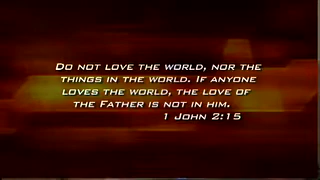 Do not love the world, nor the
things in the world. If anyone
loves the world, the love of
the Father is not in him.
1 John 2:15